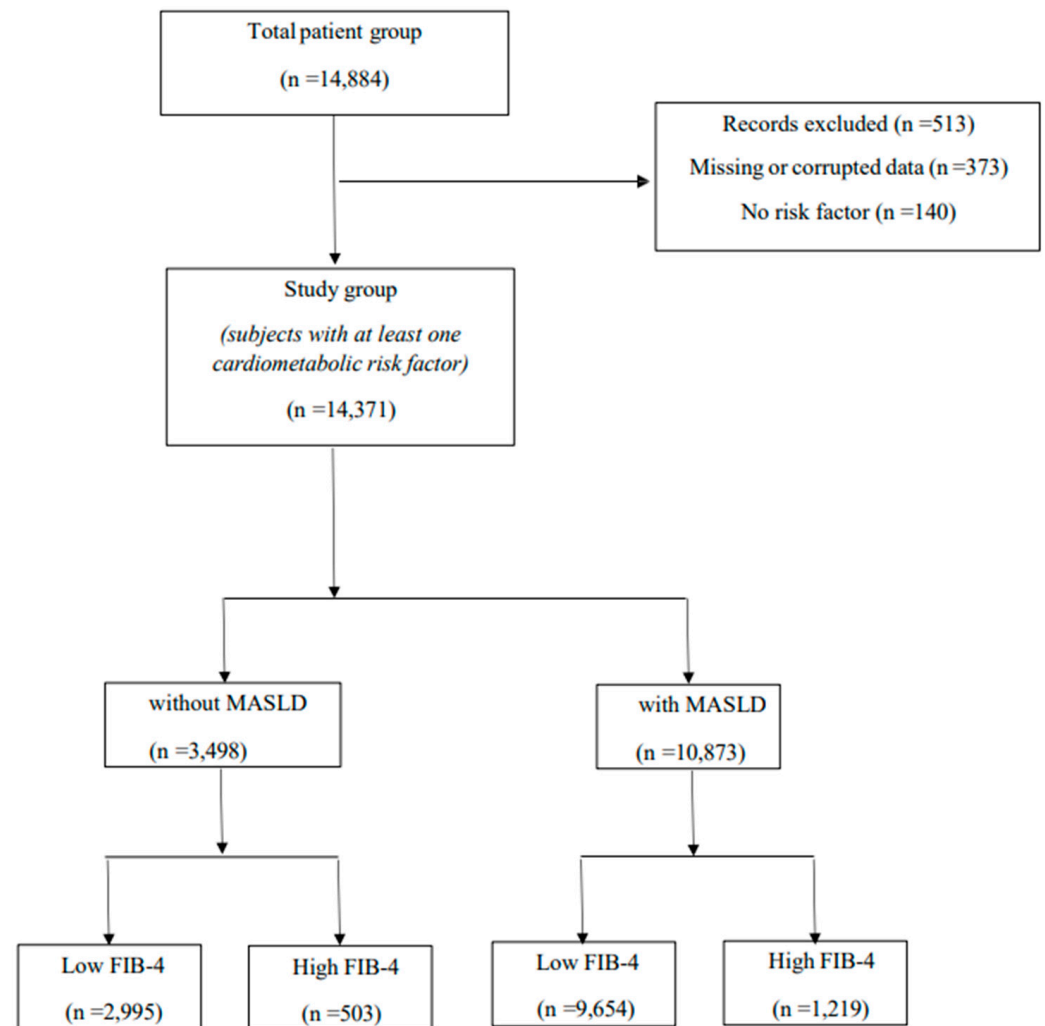 Total patient group
(n =14,884)
Records excluded (n =513)
Missing or corrupted data (n =373)
No risk factor (n =140)
Study group
(subjects with at least one
cardiometabolic risk factor)
(n =14,371)
without MASLD
(n =3,498)
with MASLD
(n =10,873)
Low FIB-4
(n =2,995)
High FIB-4
(n =503)
Low FIB-4
(n =9,654)
High FIB-4
(n =1,219)